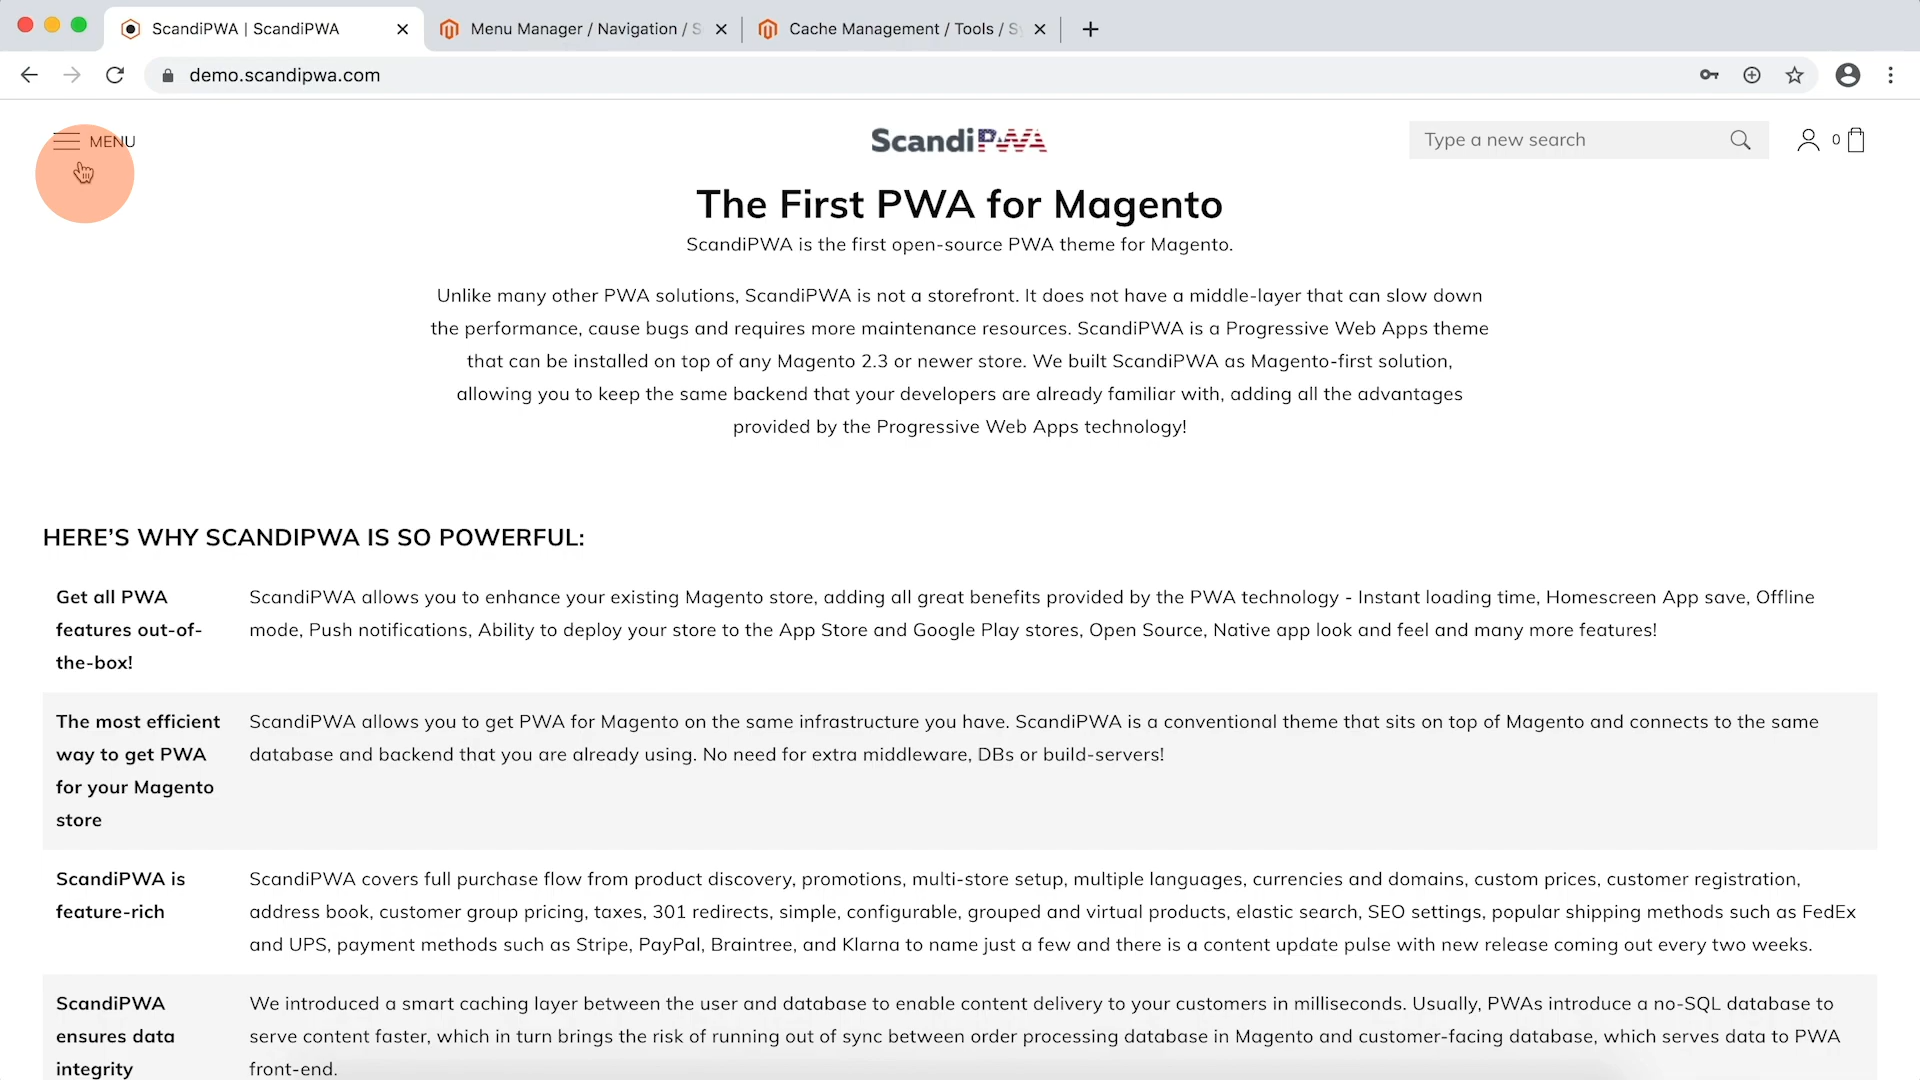 ScandiPWA | ScandiPWA
Menu Manager / Navigation / S
Cache Management / Tools / Sy
demo.scandipwa.com
MENU
ScandiPWA
Type a new search
0
The First PWA for Magento
ScandiPWA is the first open-source PWA theme for Magento.
Unlike many other PWA solutions, ScandiPWA is not a storefront. It does not have a middle-layer that can slow down
the performance, cause bugs and requires more maintenance resources. ScandiPWA is a Progressive Web Apps theme
that can be installed on top of any Magento 2.3 or newer store. We built ScandiPWA as Magento-first solution,
allowing you to keep the same backend that your developers are already familiar with, adding all the advantages
provided by the Progressive Web Apps technology!
HERE’S WHY SCANDIPWA IS SO POWERFUL:
Get all PWA
features out-of-
the-box!
ScandiPWA allows you to enhance your existing Magento store, adding all great benefits provided by the PWA technology - Instant loading time, Homescreen App save, Offline
mode, Push notifications, Ability to deploy your store to the App Store and Google Play stores, Open Source, Native app look and feel and many more features!
The most efficient
way to get PWA
for your Magento
store
ScandiPWA allows you to get PWA for Magento on the same infrastructure you have. ScandiPWA is a conventional theme that sits on top of Magento and connects to the same
database and backend that you are already using. No need for extra middleware, DBs or build-servers!
ScandiPWA is
feature-rich
ScandiPWA covers full purchase flow from product discovery, promotions, multi-store setup, multiple languages, currencies and domains, custom prices, customer registration,
address book, customer group pricing, taxes, 301 redirects, simple, configurable, grouped and virtual products, elastic search, SEO settings, popular shipping methods such as FedEx
and UPS, payment methods such as Stripe, PayPal, Braintree, and Klarna to name just a few and there is a content update pulse with new release coming out every two weeks.
ScandiPWA
ensures data
integrity
We introduced a smart caching layer between the user and database to enable content delivery to your customers in milliseconds. Usually, PWAs introduce a no-SQL database to
serve content faster, which in turn brings the risk of running out of sync between order processing database in Magento and customer-facing database, which serves data to PWA
front-end.